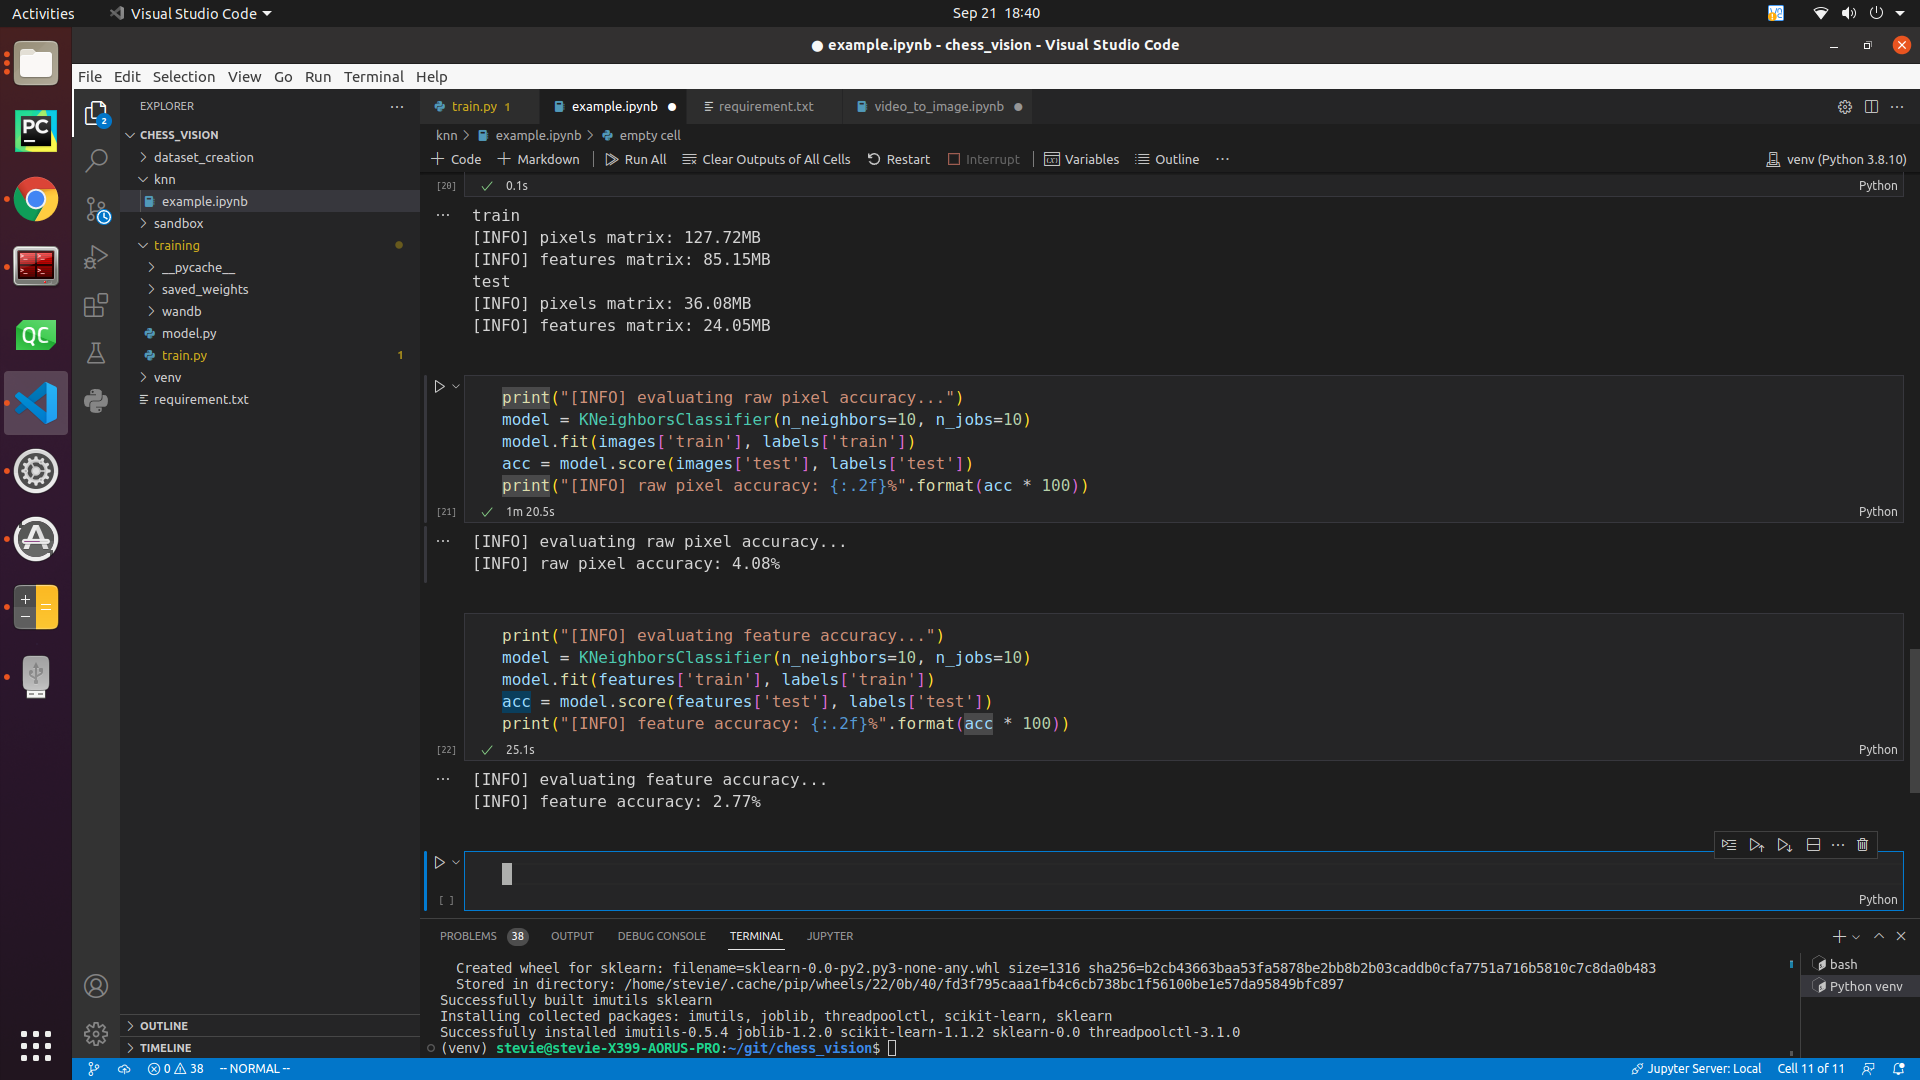 Activities
Visual Studio Code
Sep 21 18:40
example.ipynb - chess_vision - Visual Studio Code
File Edit Selection View Go Run Terminal Help
EXPLORER
train.py 1
example.ipynb
requirement.txt
video_to_image.ipynb
CHESS_VISION
dataset_creation
knn
example.ipynb
sandbox
training
__pycache__
saved_weights
wandb
model.py
train.py 1
venv
requirement.txt
OUTLINE
TIMELINE
knn > example.ipynb > empty cell
+ Code + Markdown Run All Clear Outputs of All Cells Restart Interrupt Variables Outline ...
venv (Python 3.8.10)
[20] 0.1s Python
train
[INFO] pixels matrix: 127.72MB
[INFO] features matrix: 85.15MB
test
[INFO] pixels matrix: 36.08MB
[INFO] features matrix: 24.05MB
print("[INFO] evaluating raw pixel accuracy...")
model = KNeighborsClassifier(n_neighbors=10, n_jobs=10)
model.fit(images['train'], labels['train'])
acc = model.score(images['test'], labels['test'])
print("[INFO] raw pixel accuracy: {:.2f}%".format(acc * 100))
[21] 1m 20.5s Python
[INFO] evaluating raw pixel accuracy...
[INFO] raw pixel accuracy: 4.08%
print("[INFO] evaluating feature accuracy...")
model = KNeighborsClassifier(n_neighbors=10, n_jobs=10)
model.fit(features['train'], labels['train'])
acc = model.score(features['test'], labels['test'])
print("[INFO] feature accuracy: {:.2f}%".format(acc * 100))
[22] 25.1s Python
[INFO] evaluating feature accuracy...
[INFO] feature accuracy: 2.77%
[ ] Python
PROBLEMS 38 OUTPUT DEBUG CONSOLE TERMINAL JUPYTER
Created wheel for sklearn: filename=sklearn-0.0-py2.py3-none-any.whl size=1316 sha256=b2cb43663baa53fa5878be2bb8b2b03caddb0cfa7751a716b5810c7c8da0b483
Stored in directory: /home/stevie/.cache/pip/wheels/22/0b/40/fd3f795caaa1fb4c6cb738bc1f56100be1e57da95849bfc897
Successfully built imutils sklearn
Installing collected packages: imutils, joblib, threadpoolctl, scikit-learn, sklearn
Successfully installed imutils-0.5.4 joblib-1.2.0 scikit-learn-1.1.2 sklearn-0.0 threadpoolctl-3.1.0
(venv) stevie@stevie-X399-AORUS-PRO:~/git/chess_vision$
bash
Python venv
0 38 -- NORMAL --
Jupyter Server: Local Cell 11 of 11
PC
QC
2